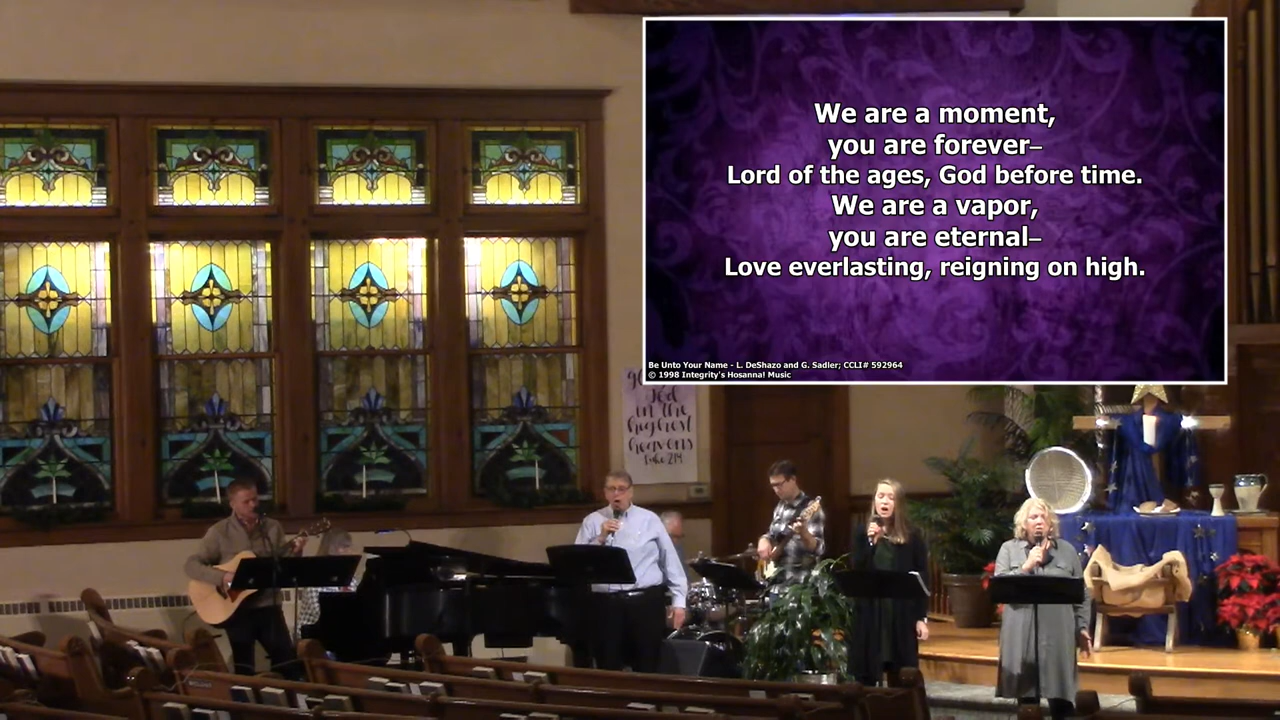 We are a moment,
you are forever–
Lord of the ages, God before time.
We are a vapor,
you are eternal–
Love everlasting, reigning on high.
Be Unto Your Name - L. DeShazo and G. Sadler; CCLI# 592964
© 1998 Integrity's Hosanna! Music
God
in the
highest
heavens
Luke 2:14